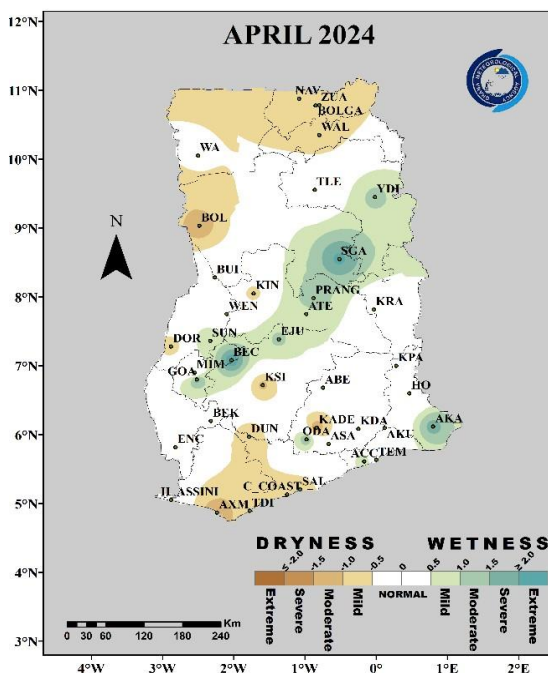 APRIL 2024
12°N
11°N
10°N
9°N
8°N
7°N
6°N
5°N
4°N
3°N
NAV
ZUA
BOLGA
WAL
WA
TLE
YDI
BOL
SGA
BUI
KIN
PRANG
WEN
ATE
KRA
DOR
SUN
EJU
BEC
GOA
MIM
KPA
KSI
ABE
HO
BEK
DUN
KADE
KDA
AKA
ODA
ASA
AKI
ENC
ACC
TEM
C_COAST
SAL
AXM
TDI
N
DRYNESS
WETNESS
≤ -2.0
-1.5
-1.0
-0.5
0
0.5
1.0
1.5
≥ 2.0
Extreme
Severe
Moderate
Mild
NORMAL
Mild
Moderate
Severe
Extreme
0 30 60 120 180 240 Km
4°W
3°W
2°W
1°W
0°
1°E
2°E